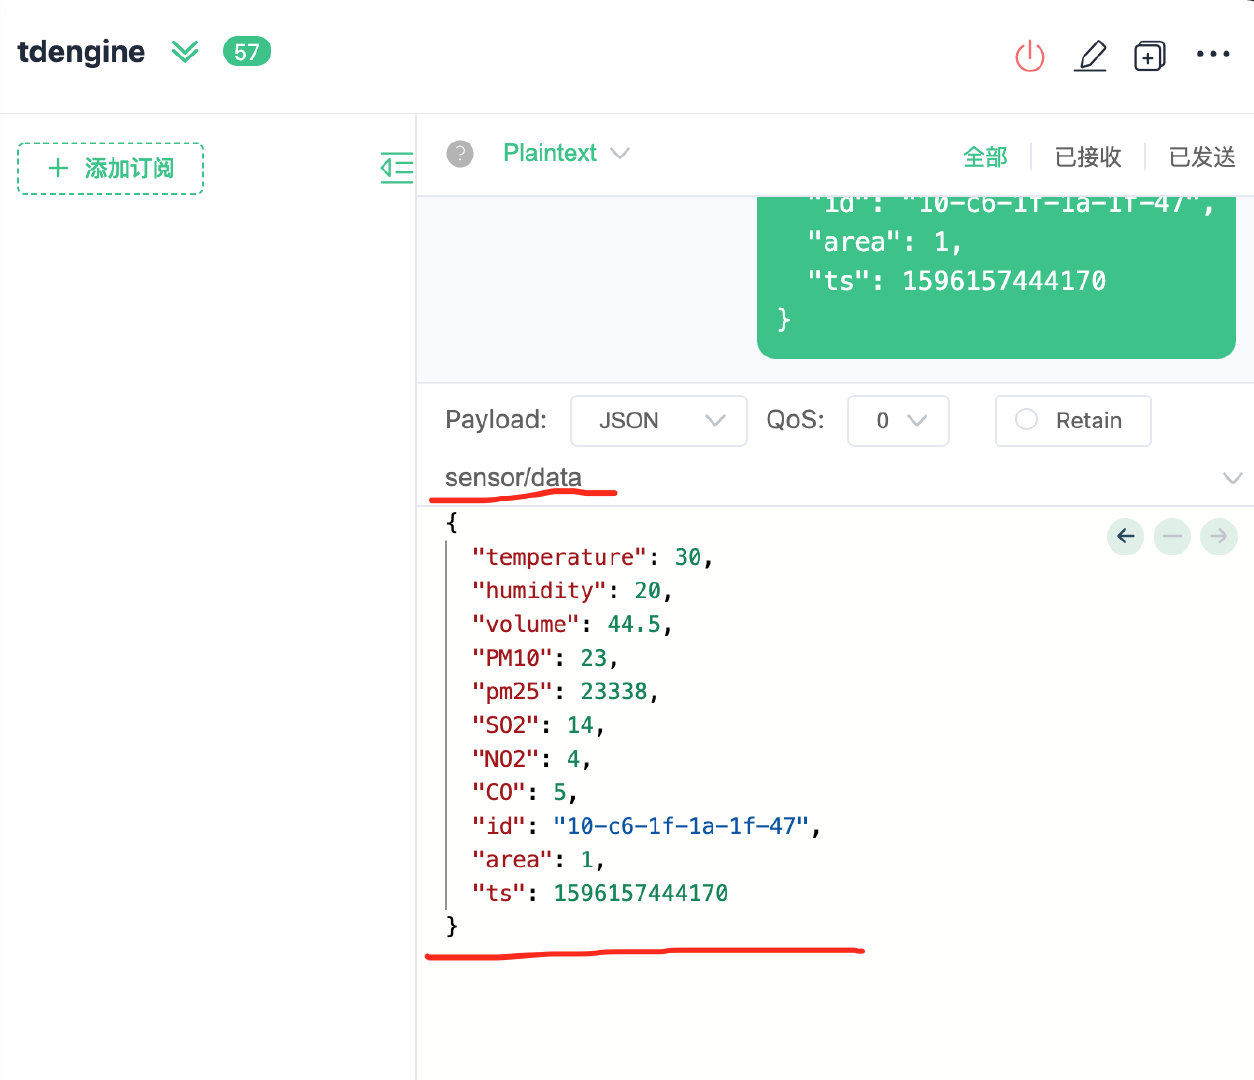 tdengine 57
+ 添加订阅
? Plaintext 全部 已接收 已发送
"id": "10-c6-1f-1a-1f-47",
"area": 1,
"ts": 1596157444170
}
Payload: JSON QoS: 0 Retain
sensor/data
{
"temperature": 30,
"humidity": 20,
"volume": 44.5,
"PM10": 23,
"pm25": 23338,
"SO2": 14,
"NO2": 4,
"CO": 5,
"id": "10-c6-1f-1a-1f-47",
"area": 1,
"ts": 1596157444170
}